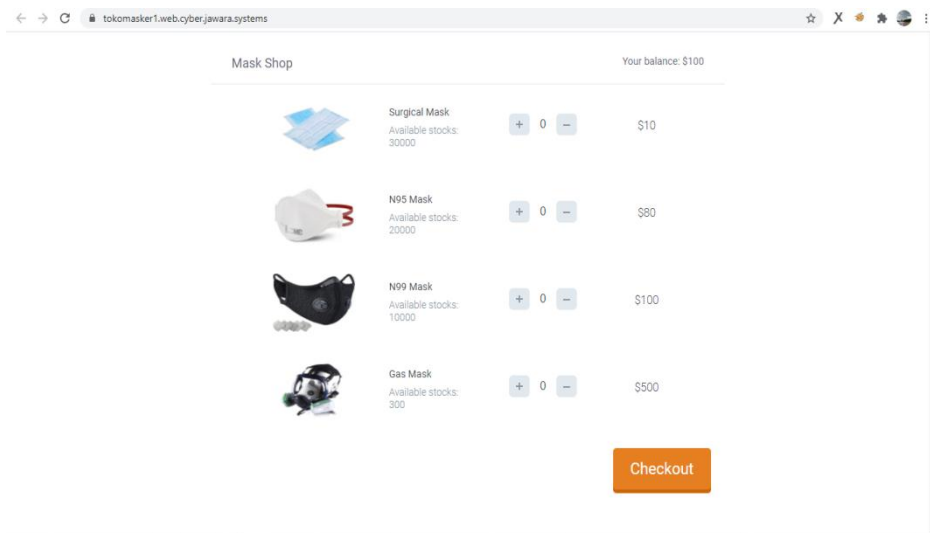 tokomasker1.web.cyber.jawara.systems
Mask Shop
Your balance: $100
Surgical Mask
Available stocks:
30000
+ 0 −
$10
N95 Mask
Available stocks:
20000
+ 0 −
$80
N99 Mask
Available stocks:
10000
+ 0 −
$100
Gas Mask
Available stocks:
300
+ 0 −
$500
Checkout